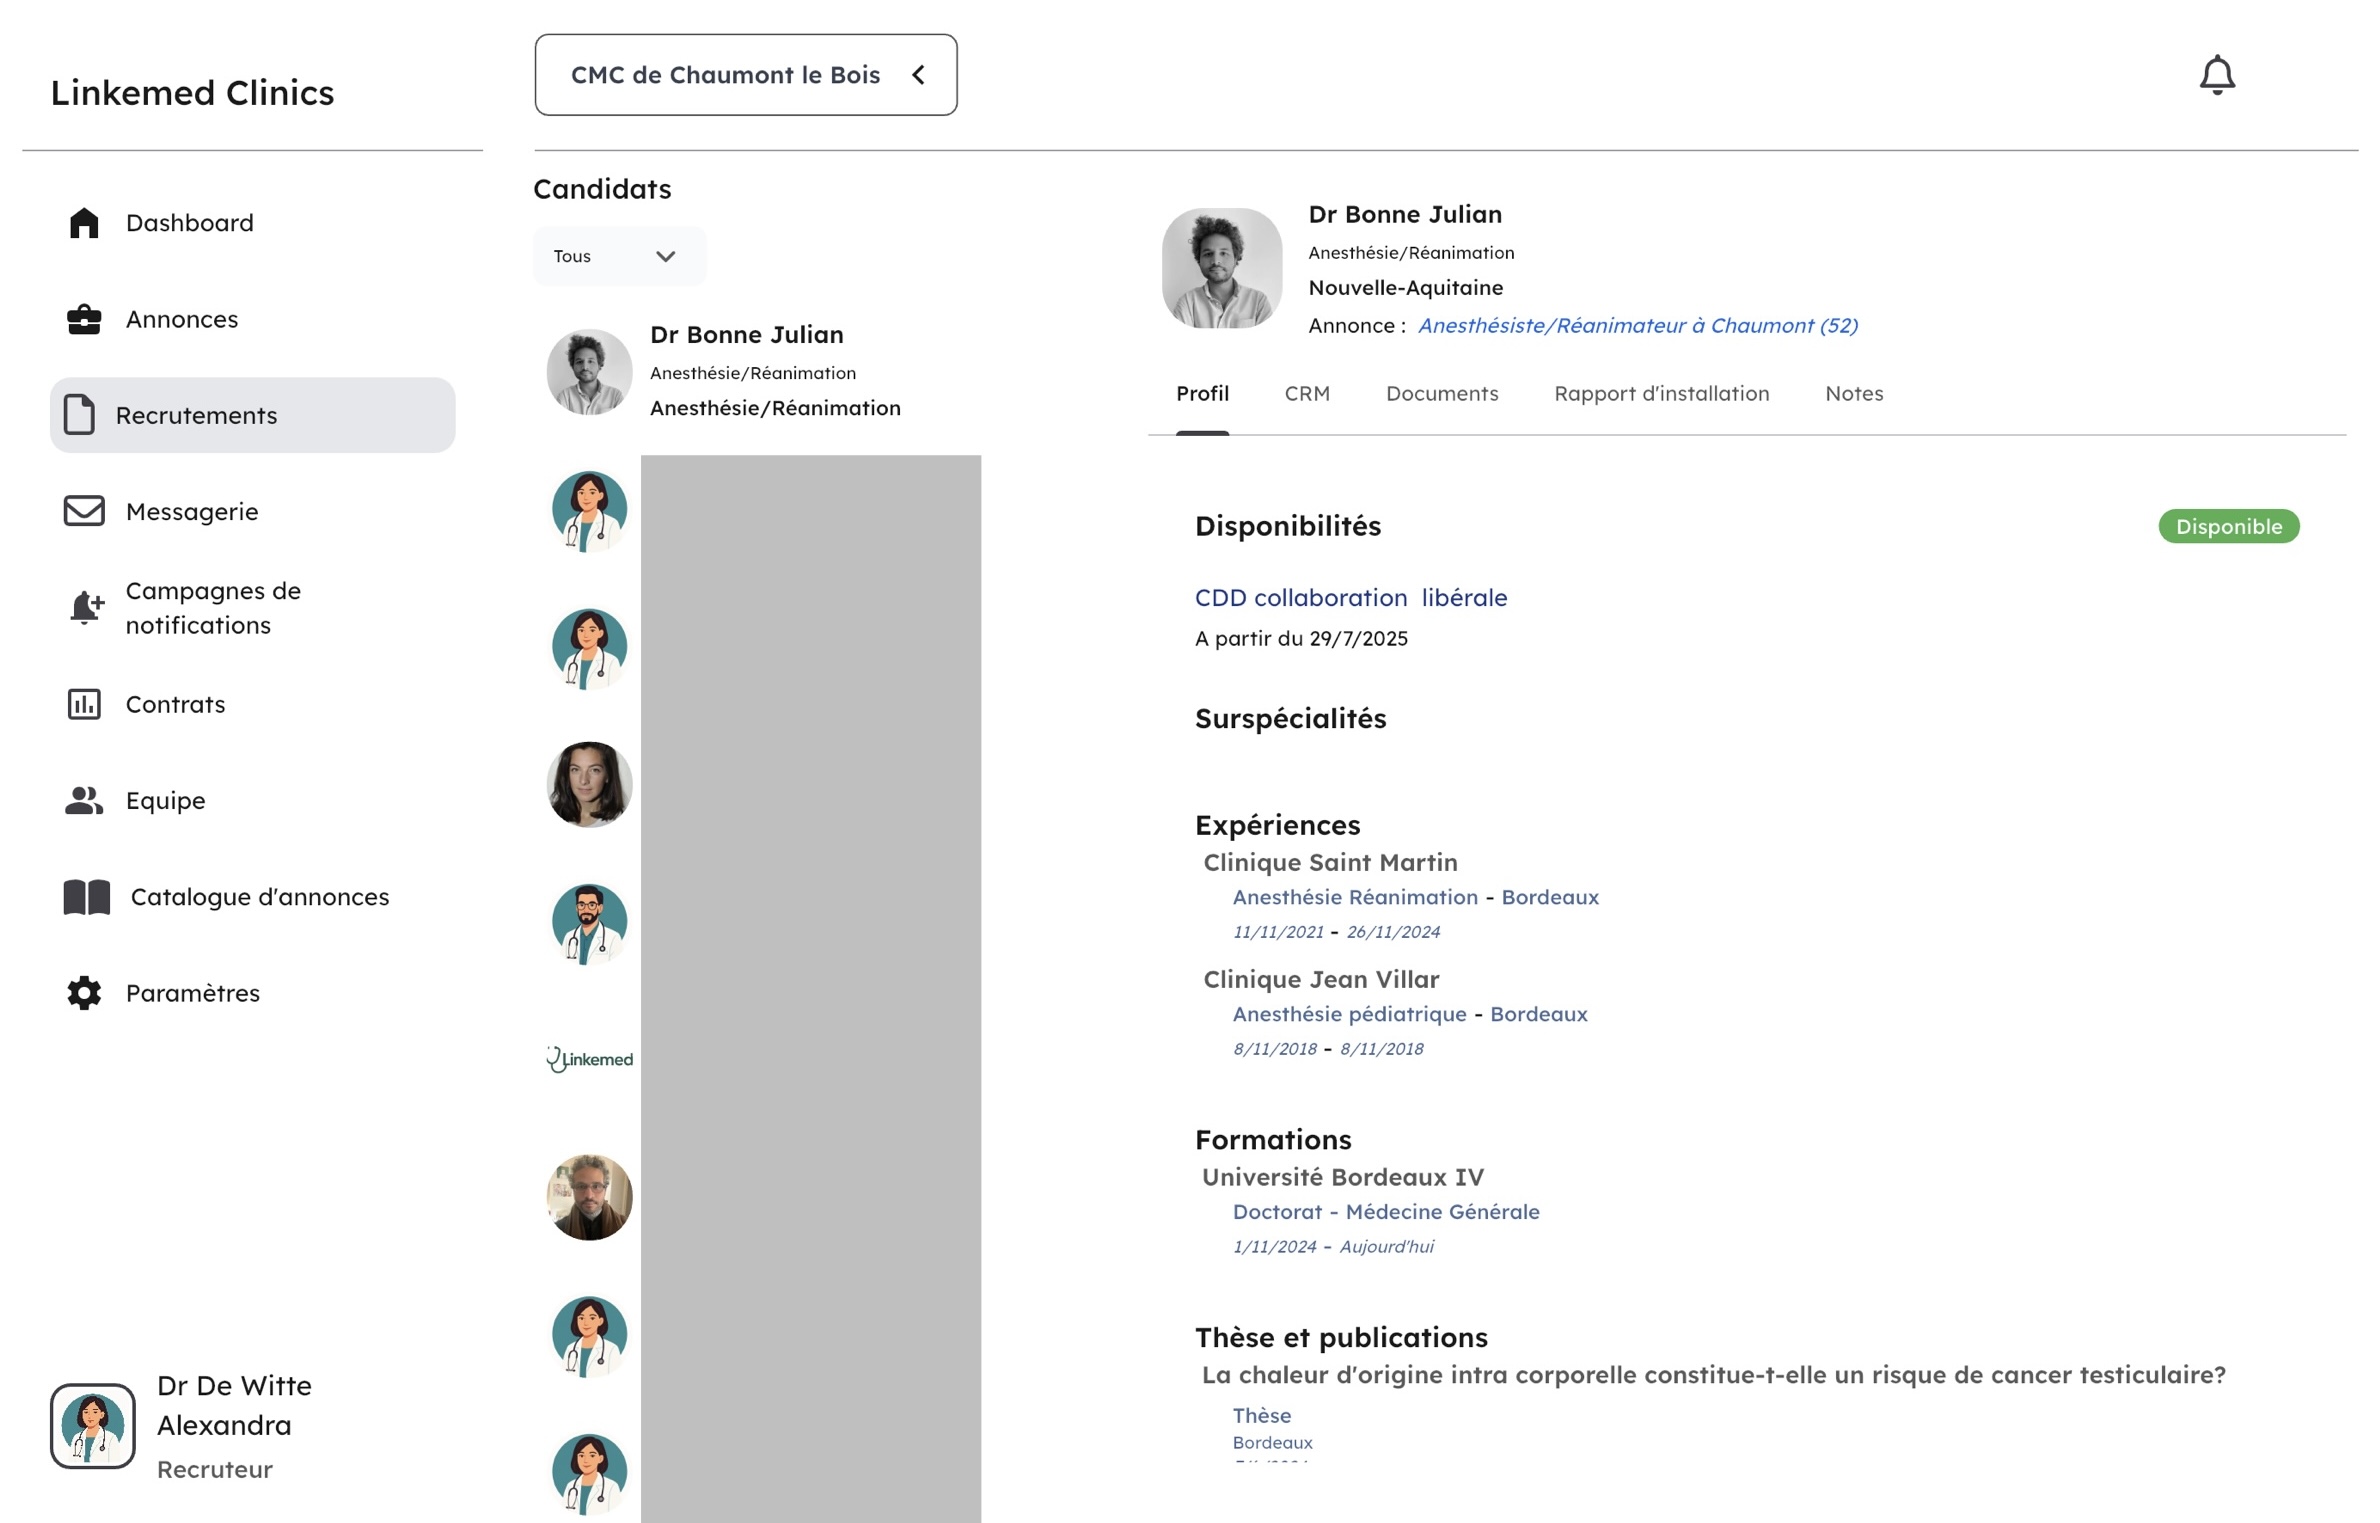 Linkemed Clinics
Dashboard
Annonces
Recrutements
Messagerie
Campagnes de
notifications
Contrats
Equipe
Catalogue d'annonces
Paramètres
Dr De Witte
Alexandra
Recruteur
CMC de Chaumont le Bois
Candidats
Tous
Dr Bonne Julian
Anesthésie/Réanimation
Anesthésie/Réanimation
Linkemed
Dr Bonne Julian
Anesthésie/Réanimation
Nouvelle-Aquitaine
Annonce : Anesthésiste/Réanimateur à Chaumont (52)
Profil CRM Documents Rapport d'installation Notes
Disponibilités Disponible
CDD collaboration libérale
A partir du 29/7/2025
Surspécialités
Expériences
Clinique Saint Martin
Anesthésie Réanimation - Bordeaux
11/11/2021 - 26/11/2024
Clinique Jean Villar
Anesthésie pédiatrique - Bordeaux
8/11/2018 - 8/11/2018
Formations
Université Bordeaux IV
Doctorat - Médecine Générale
1/11/2024 - Aujourd'hui
Thèse et publications
La chaleur d'origine intra corporelle constitue-t-elle un risque de cancer testiculaire?
Thèse
Bordeaux